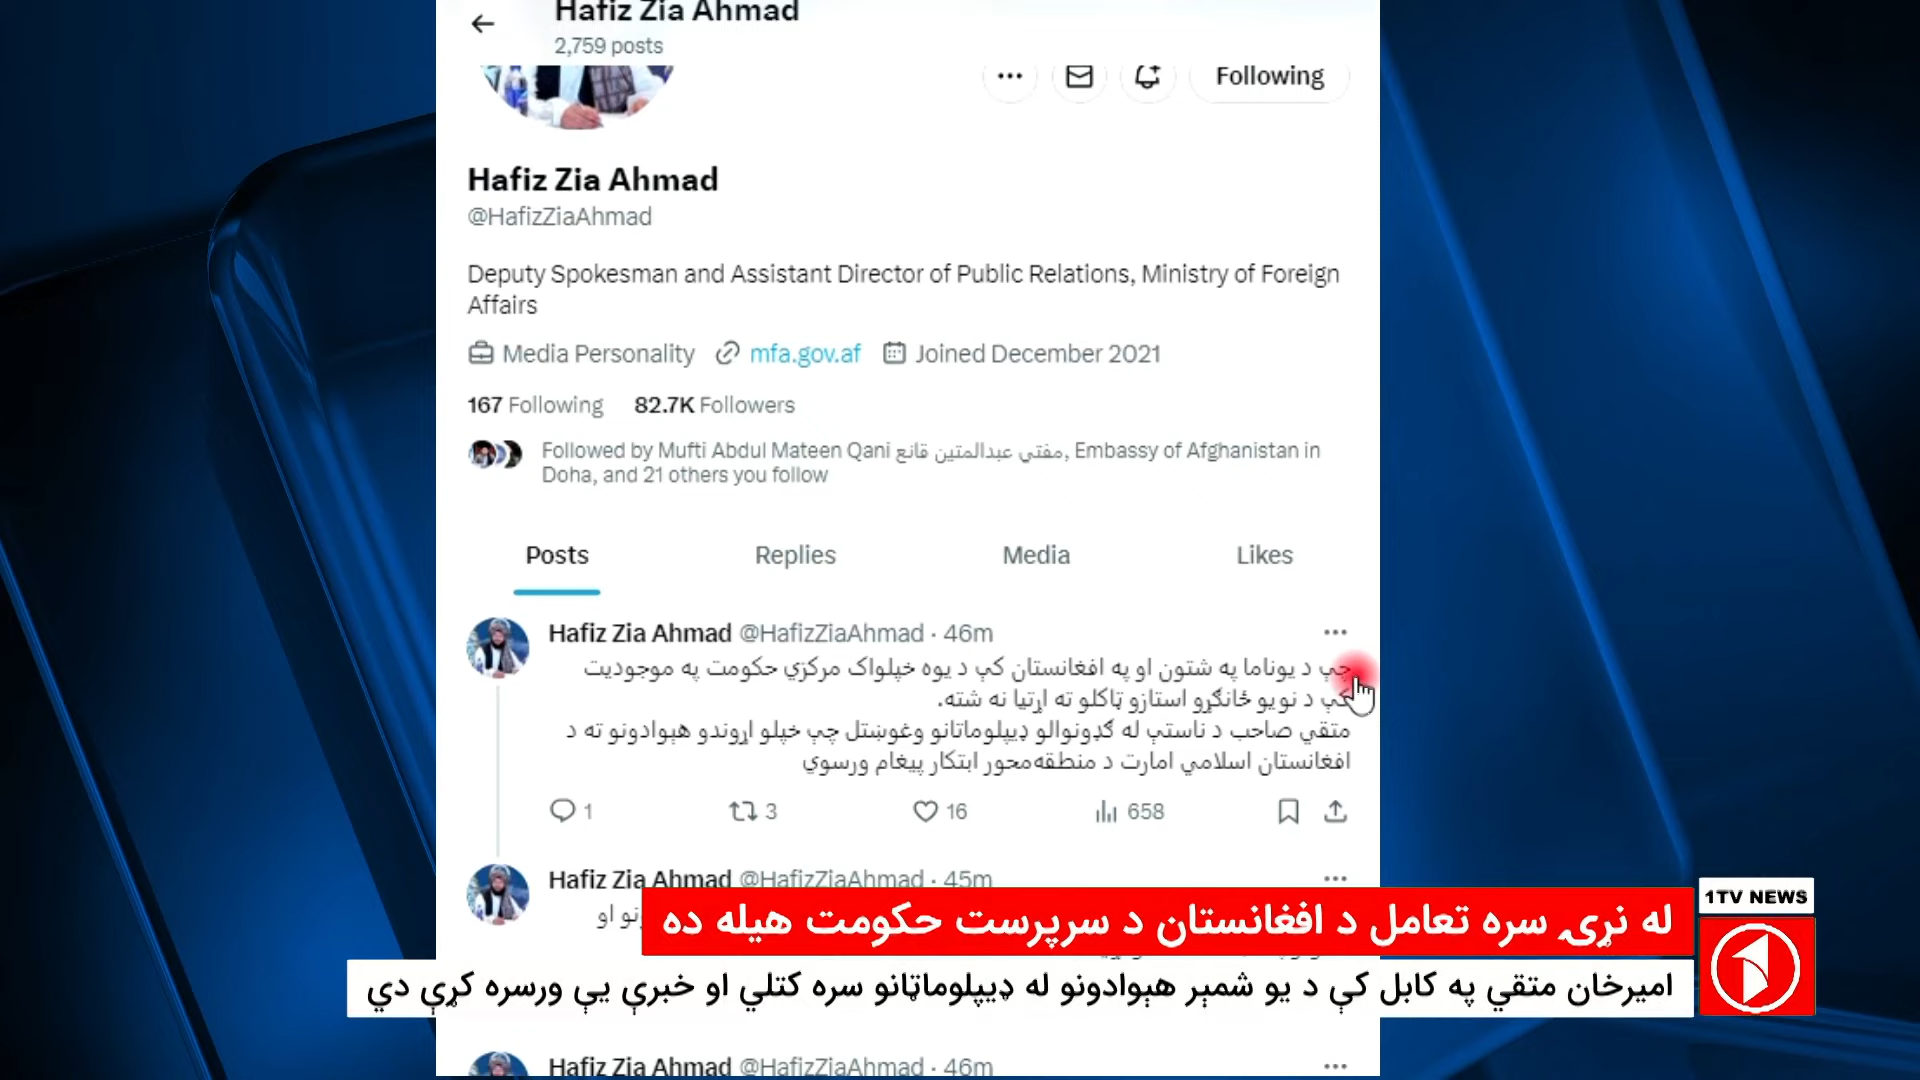 Hafiz Zia Ahmad
2,759 posts
Following
Hafiz Zia Ahmad
@HafizZiaAhmad
Deputy Spokesman and Assistant Director of Public Relations, Ministry of Foreign
Affairs
Media Personality mfa.gov.af Joined December 2021
167 Following 82.7K Followers
Followed by Mufti Abdul Mateen Qani مفتي عبدالمتين قانع, Embassy of Afghanistan in
Doha, and 21 others you follow
Posts Replies Media Likes
Hafiz Zia Ahmad @HafizZiaAhmad · 46m
چې د یوناما په شتون او په افغانستان کې د یوه خپلواک مرکزي حکومت په موجودیت
کې د نویو ځانګړو استازو ټاکلو ته اړتیا نه شته.
متقي صاحب د ناستې له ګډونوالو ډیپلوماتانو وغوښتل چې خپلو اړوندو هېوادونو ته د
افغانستان اسلامي امارت د منطقه‌محور ابتکار پیغام ورسوي
1 3 16 658
Hafiz Zia Ahmad @HafizZiaAhmad · 45m
له نړۍ سره تعامل د افغانستان د سرپرست حکومت هیله ده
امیرخان متقي په کابل کې د یو شمېر هېوادونو له ډیپلوماټانو سره کتلي او خبرې یې ورسره کړې دي
1TV NEWS
Hafiz Zia Ahmad @HafizZiaAhmad · 46m